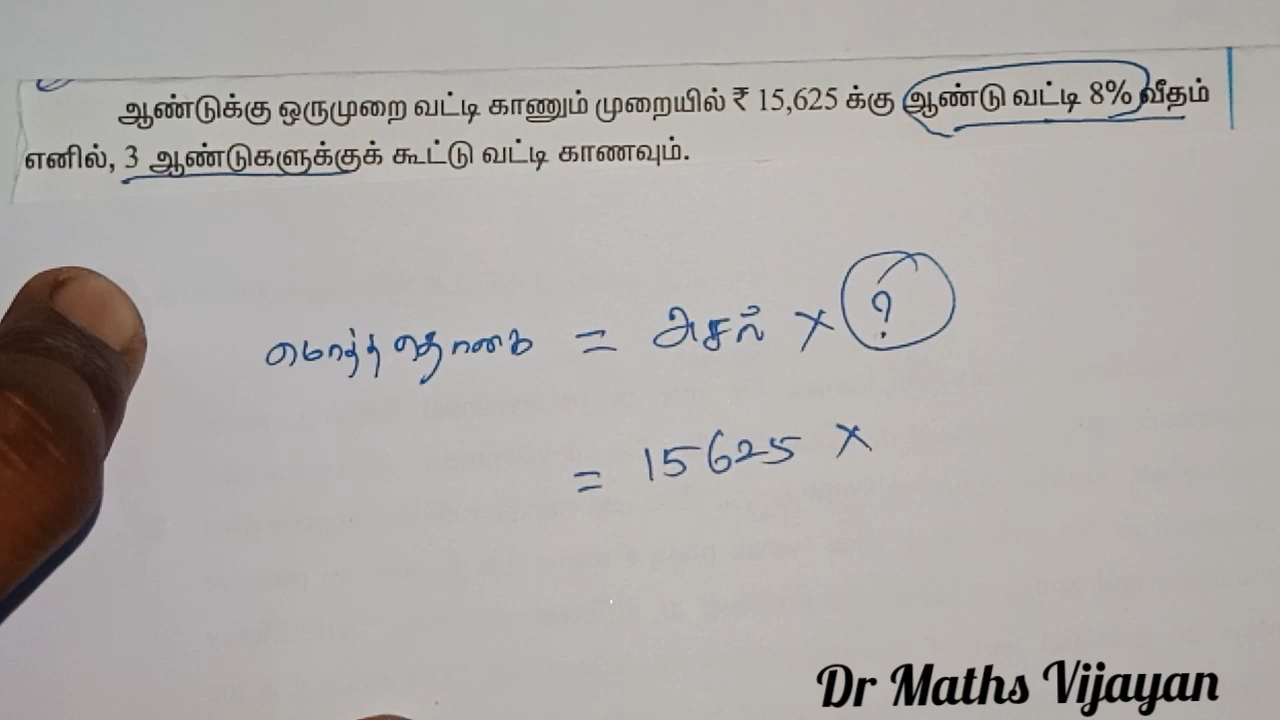 ஆண்டுக்கு ஒருமுறை வட்டி காணும் முறையில் ₹ 15,625 க்கு ஆண்டு வட்டி 8% வீதம்
எனில், 3 ஆண்டுகளுக்குக் கூட்டு வட்டி காணவும்.
மொத்த தொகை = அசல் × ?
= 15625 ×
Dr Maths Vijayan